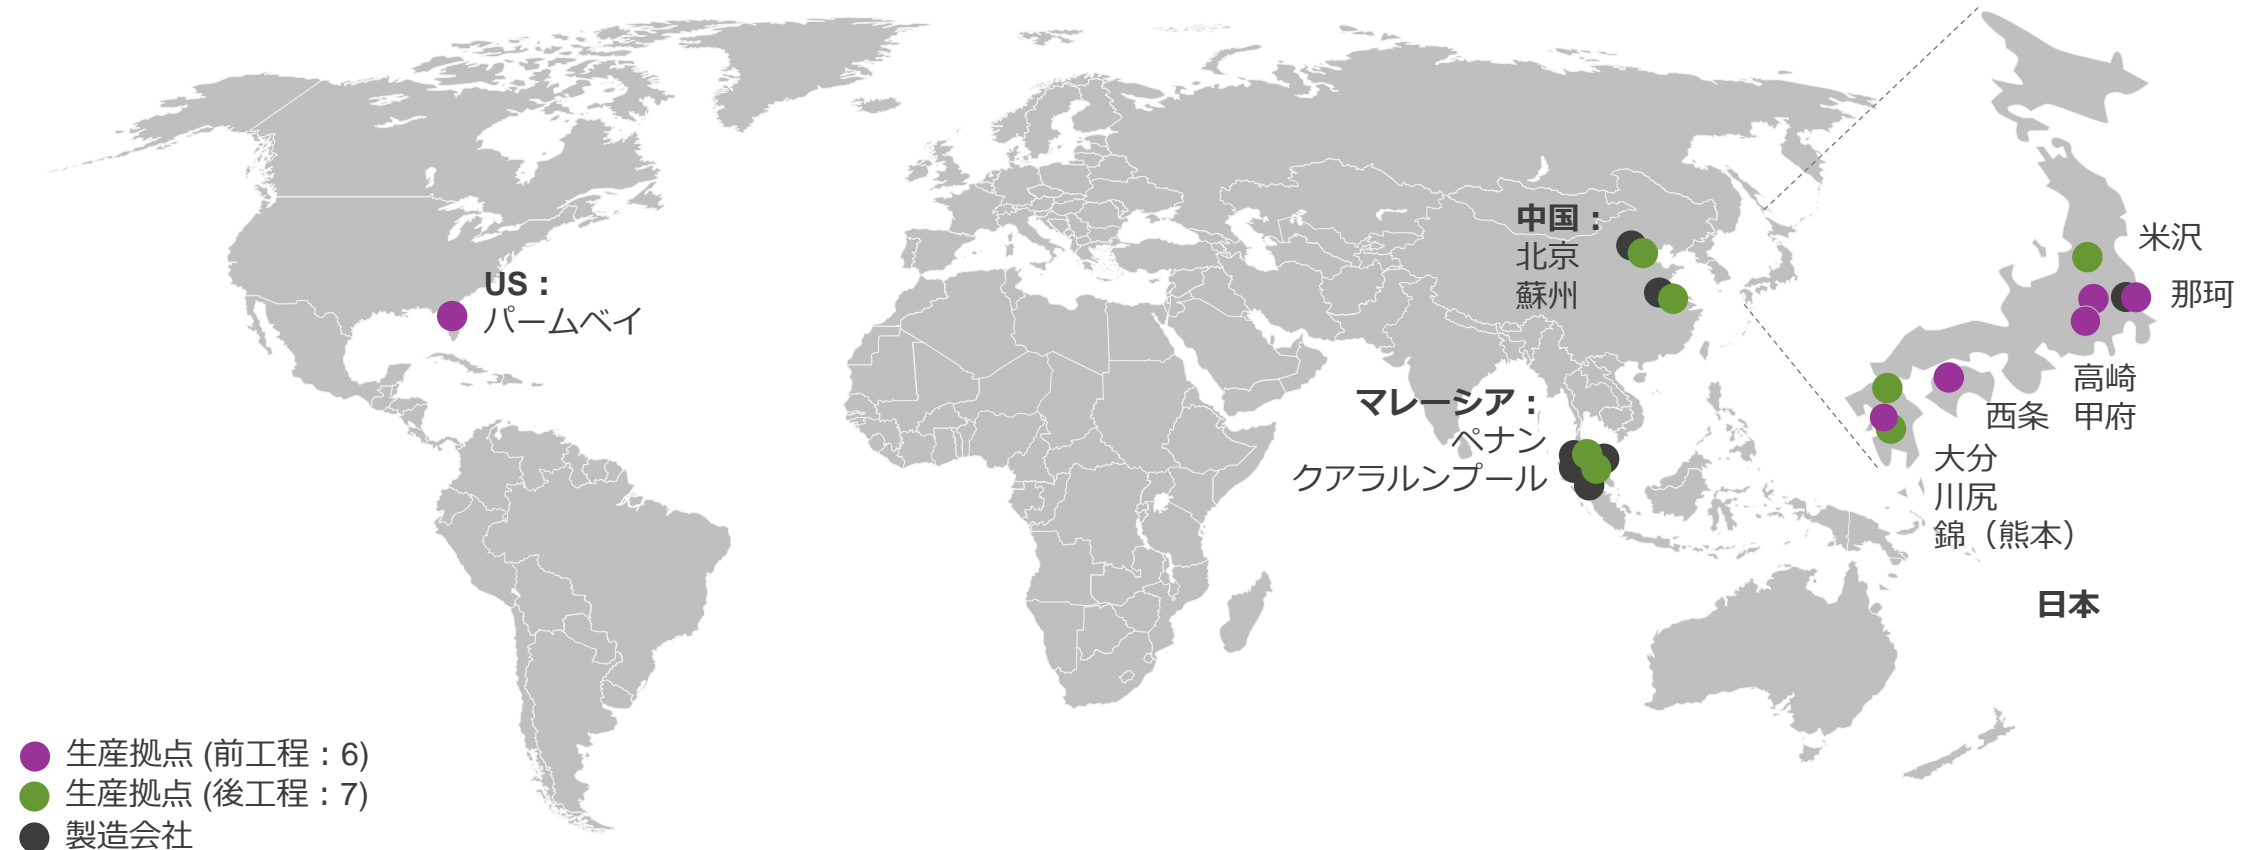 中国：
北京
蘇州
US：
パームベイ
マレーシア：
ペナン
クアラルンプール
米沢
那珂
高崎
甲府
西条
大分
川尻
錦（熊本）
日本
生産拠点 (前工程：6)
生産拠点 (後工程：7)
製造会社